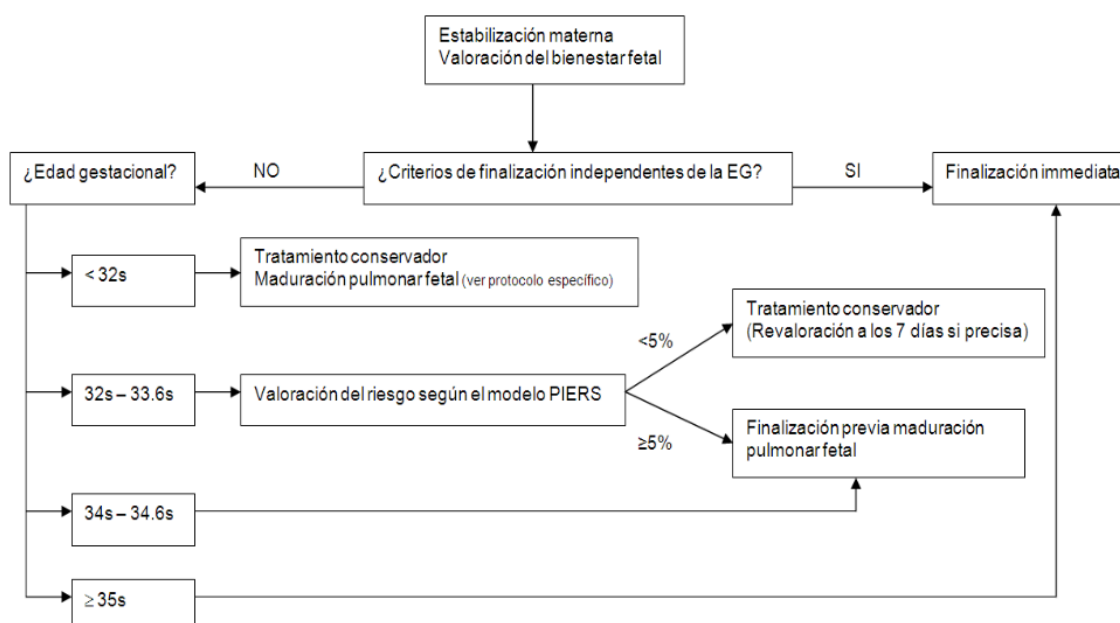 Estabilización materna
Valoración del bienestar fetal
¿Edad gestacional?
NO
¿Criterios de finalización independientes de la EG?
SI
Finalización immediata
< 32s
Tratamiento conservador
Maduración pulmonar fetal (ver protocolo específico)
Tratamiento conservador
(Revaloración a los 7 días si precisa)
<5%
32s – 33.6s
Valoración del riesgo según el modelo PIERS
≥5%
Finalización previa maduración
pulmonar fetal
34s – 34.6s
≥ 35s